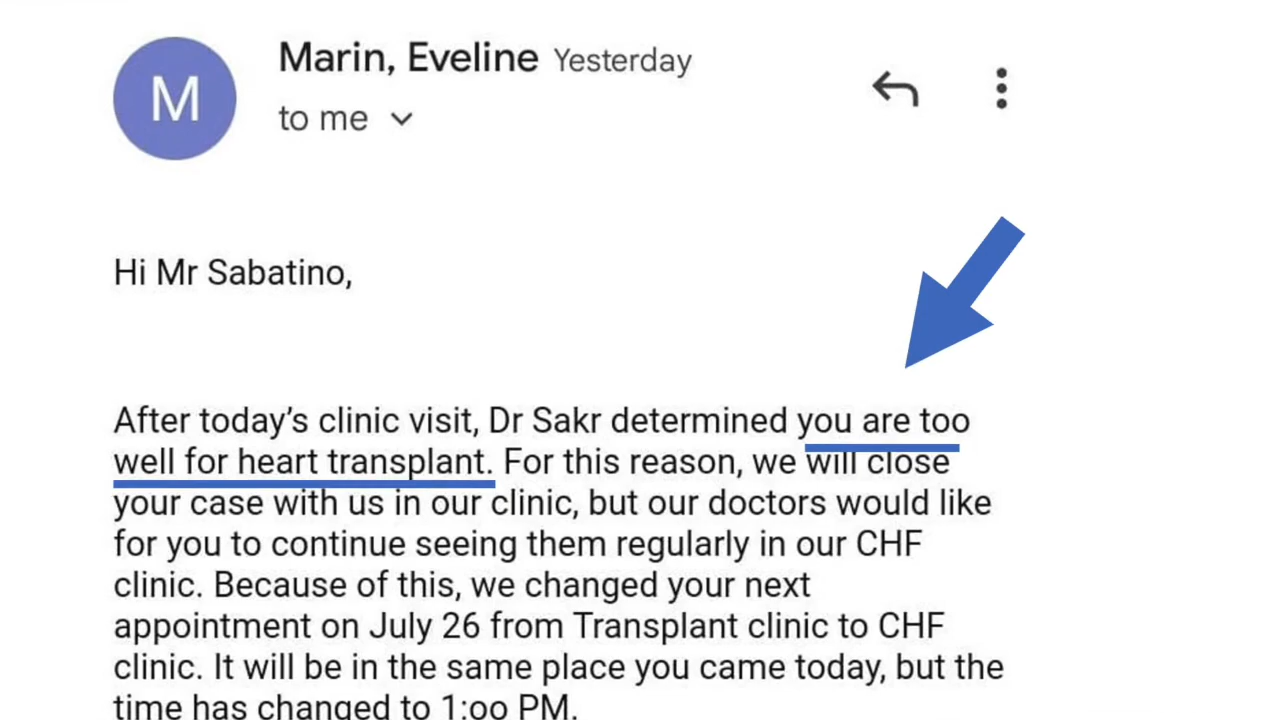 M
Marin, Eveline Yesterday
to me
Hi Mr Sabatino,
After today's clinic visit, Dr Sakr determined you are too
well for heart transplant. For this reason, we will close
your case with us in our clinic, but our doctors would like
for you to continue seeing them regularly in our CHF
clinic. Because of this, we changed your next
appointment on July 26 from Transplant clinic to CHF
clinic. It will be in the same place you came today, but the
time has changed to 1:oo PM.